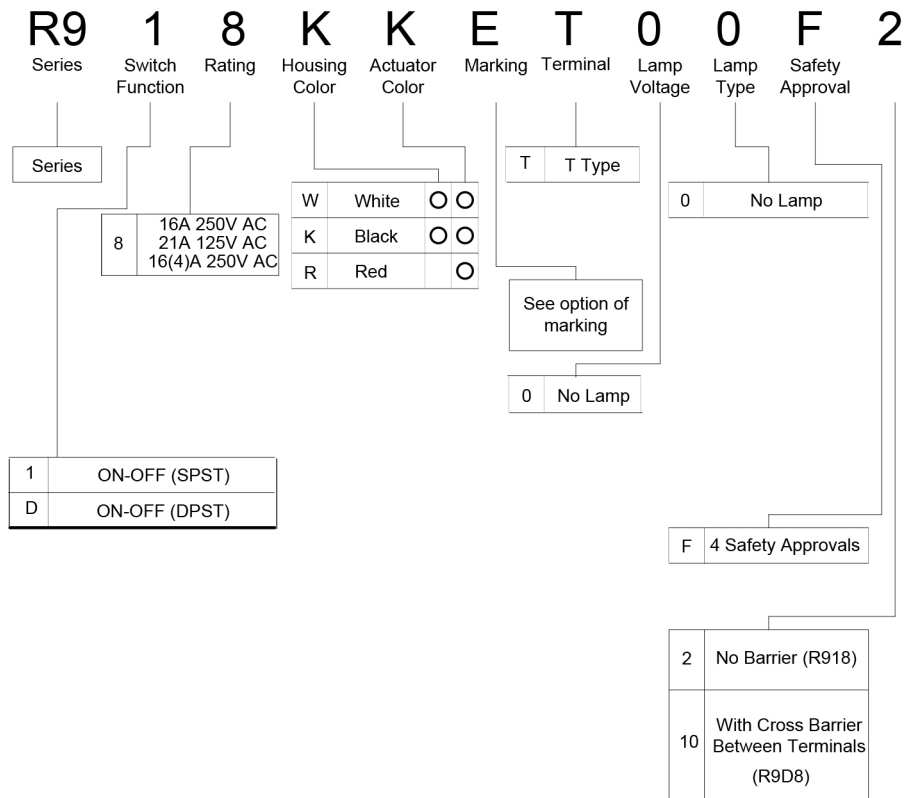 R9 1 8 K K E T 0 0 F 2
Series Switch Function Rating Housing Color Actuator Color Marking Terminal Lamp Voltage Lamp Type Safety Approval
Series
8 16A 250V AC
21A 125V AC
16(4)A 250V AC
W White O O
K Black O O
R Red O
T T Type
0 No Lamp
See option of
marking
0 No Lamp
1 ON-OFF (SPST)
D ON-OFF (DPST)
F 4 Safety Approvals
2 No Barrier (R918)
10 With Cross Barrier
Between Terminals
(R9D8)